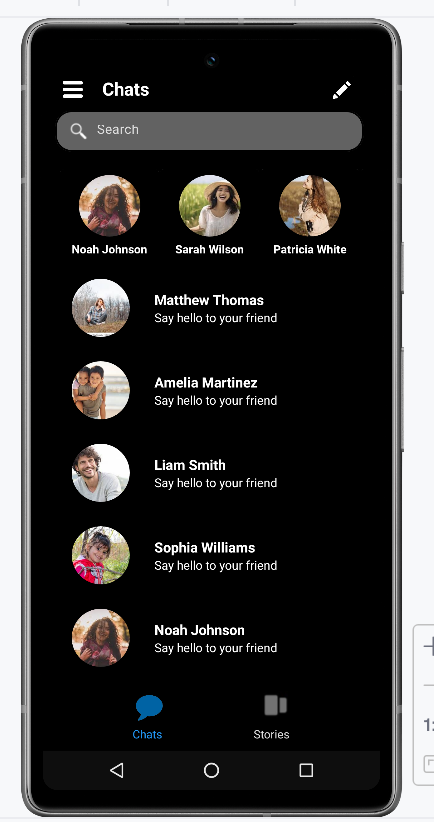 Chats
Search
Noah Johnson Sarah Wilson Patricia White
Matthew Thomas
Say hello to your friend
Amelia Martinez
Say hello to your friend
Liam Smith
Say hello to your friend
Sophia Williams
Say hello to your friend
Noah Johnson
Say hello to your friend
Chats Stories